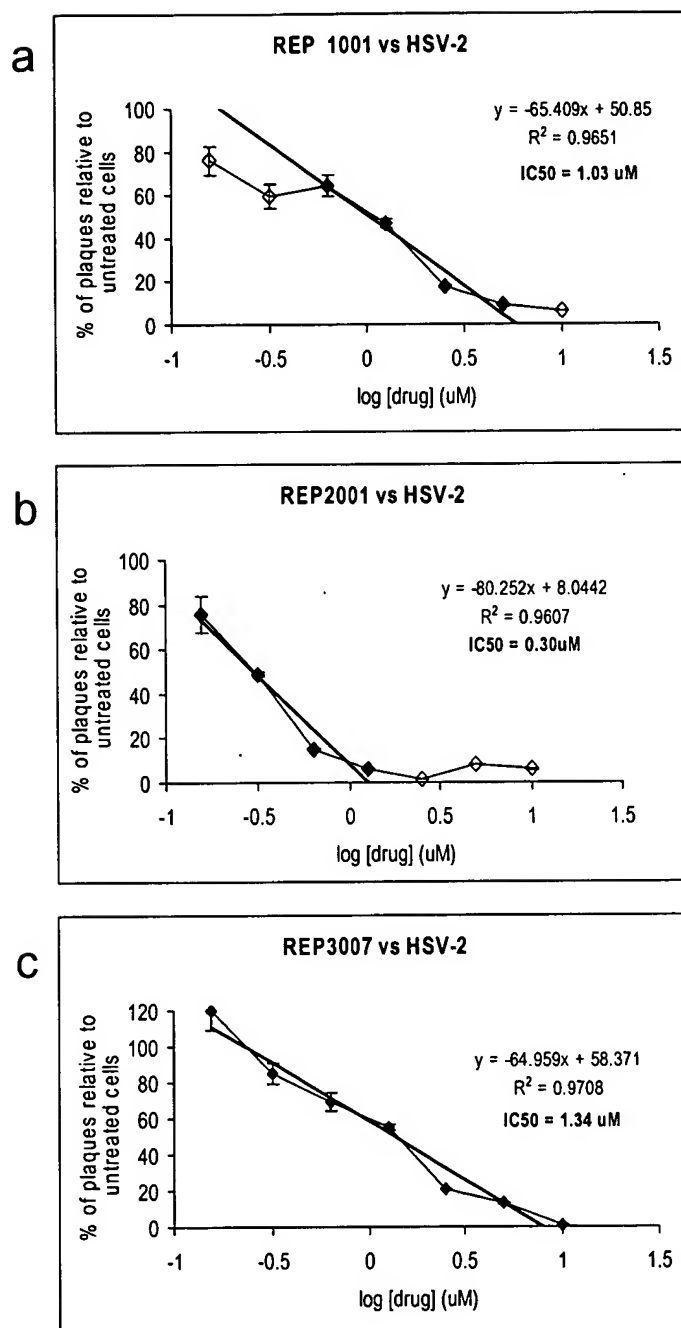 a
REP 1001 vs HSV-2
% of plaques relative to
untreated cells
100
80
60
40
20
0
y = -65.409x + 50.85
R² = 0.9651
IC50 = 1.03 uM
-1 -0.5 0 0.5 1 1.5
log [drug] (uM)
b
REP2001 vs HSV-2
% of plaques relative to
untreated cells
100
80
60
40
20
0
y = -80.252x + 8.0442
R² = 0.9607
IC50 = 0.30uM
-1 -0.5 0 0.5 1 1.5
log [drug] (uM)
c
REP3007 vs HSV-2
% of plaques relative to
untreated cells
120
100
80
60
40
20
0
y = -64.959x + 58.371
R² = 0.9708
IC50 = 1.34 uM
-1 -0.5 0 0.5 1 1.5
log [drug] (uM)